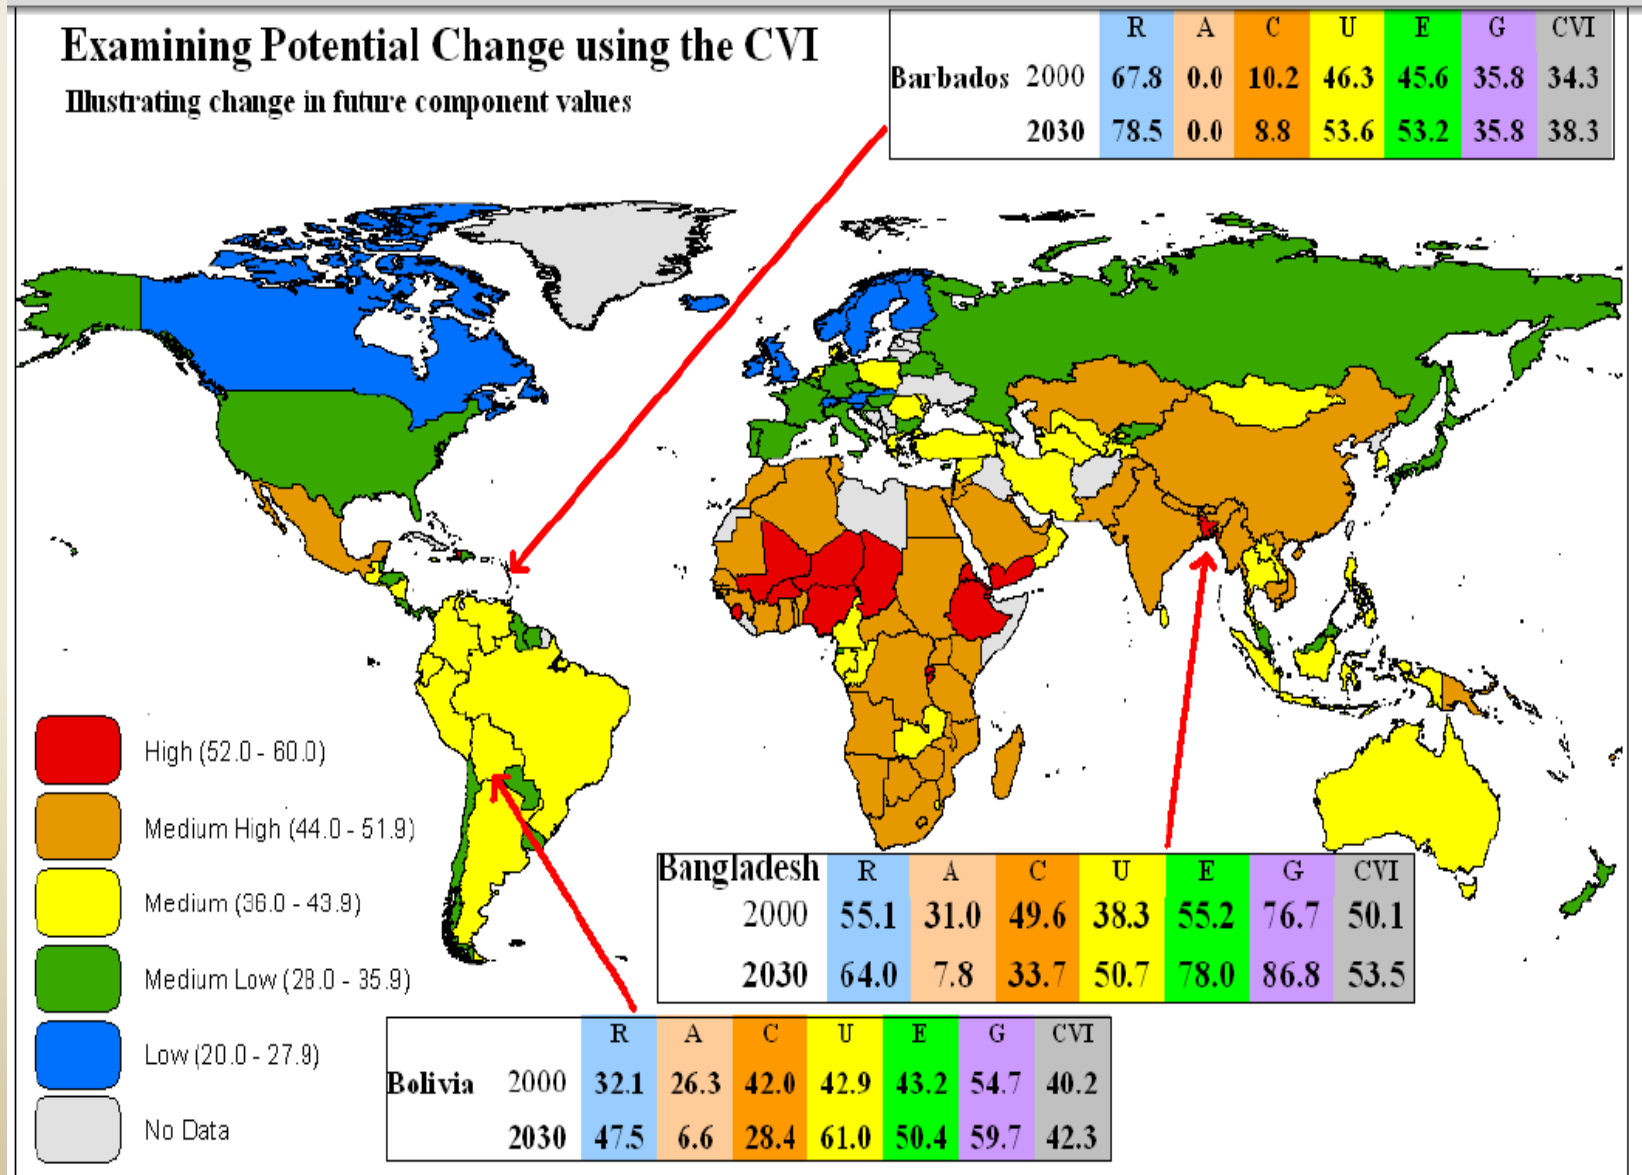 Examining Potential Change using the CVI
Illustrating change in future component values
R A C U E G CVI
Barbados 2000 67.8 0.0 10.2 46.3 45.6 35.8 34.3
2030 78.5 0.0 8.8 53.6 53.2 35.8 38.3
High (52.0 - 60.0)
Medium High (44.0 - 51.9)
Medium (36.0 - 43.9)
Medium Low (28.0 - 35.9)
Low (20.0 - 27.9)
No Data
Bangladesh R A C U E G CVI
2000 55.1 31.0 49.6 38.3 55.2 76.7 50.1
2030 64.0 7.8 33.7 50.7 78.0 86.8 53.5
R A C U E G CVI
Bolivia 2000 32.1 26.3 42.0 42.9 43.2 54.7 40.2
2030 47.5 6.6 28.4 61.0 50.4 59.7 42.3